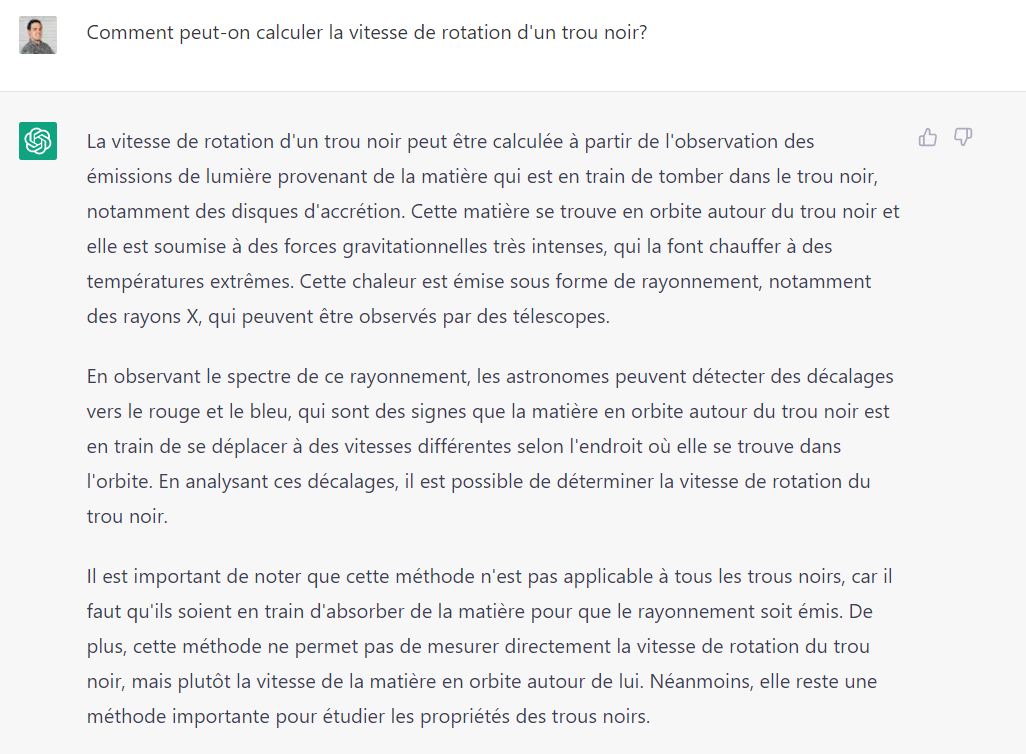 Comment peut-on calculer la vitesse de rotation d'un trou noir?
La vitesse de rotation d'un trou noir peut être calculée à partir de l'observation des
émissions de lumière provenant de la matière qui est en train de tomber dans le trou noir,
notamment des disques d'accrétion. Cette matière se trouve en orbite autour du trou noir et
elle est soumise à des forces gravitationnelles très intenses, qui la font chauffer à des
températures extrêmes. Cette chaleur est émise sous forme de rayonnement, notamment
des rayons X, qui peuvent être observés par des télescopes.
En observant le spectre de ce rayonnement, les astronomes peuvent détecter des décalages
vers le rouge et le bleu, qui sont des signes que la matière en orbite autour du trou noir est
en train de se déplacer à des vitesses différentes selon l'endroit où elle se trouve dans
l'orbite. En analysant ces décalages, il est possible de déterminer la vitesse de rotation du
trou noir.
Il est important de noter que cette méthode n'est pas applicable à tous les trous noirs, car il
faut qu'ils soient en train d'absorber de la matière pour que le rayonnement soit émis. De
plus, cette méthode ne permet pas de mesurer directement la vitesse de rotation du trou
noir, mais plutôt la vitesse de la matière en orbite autour de lui. Néanmoins, elle reste une
méthode importante pour étudier les propriétés des trous noirs.